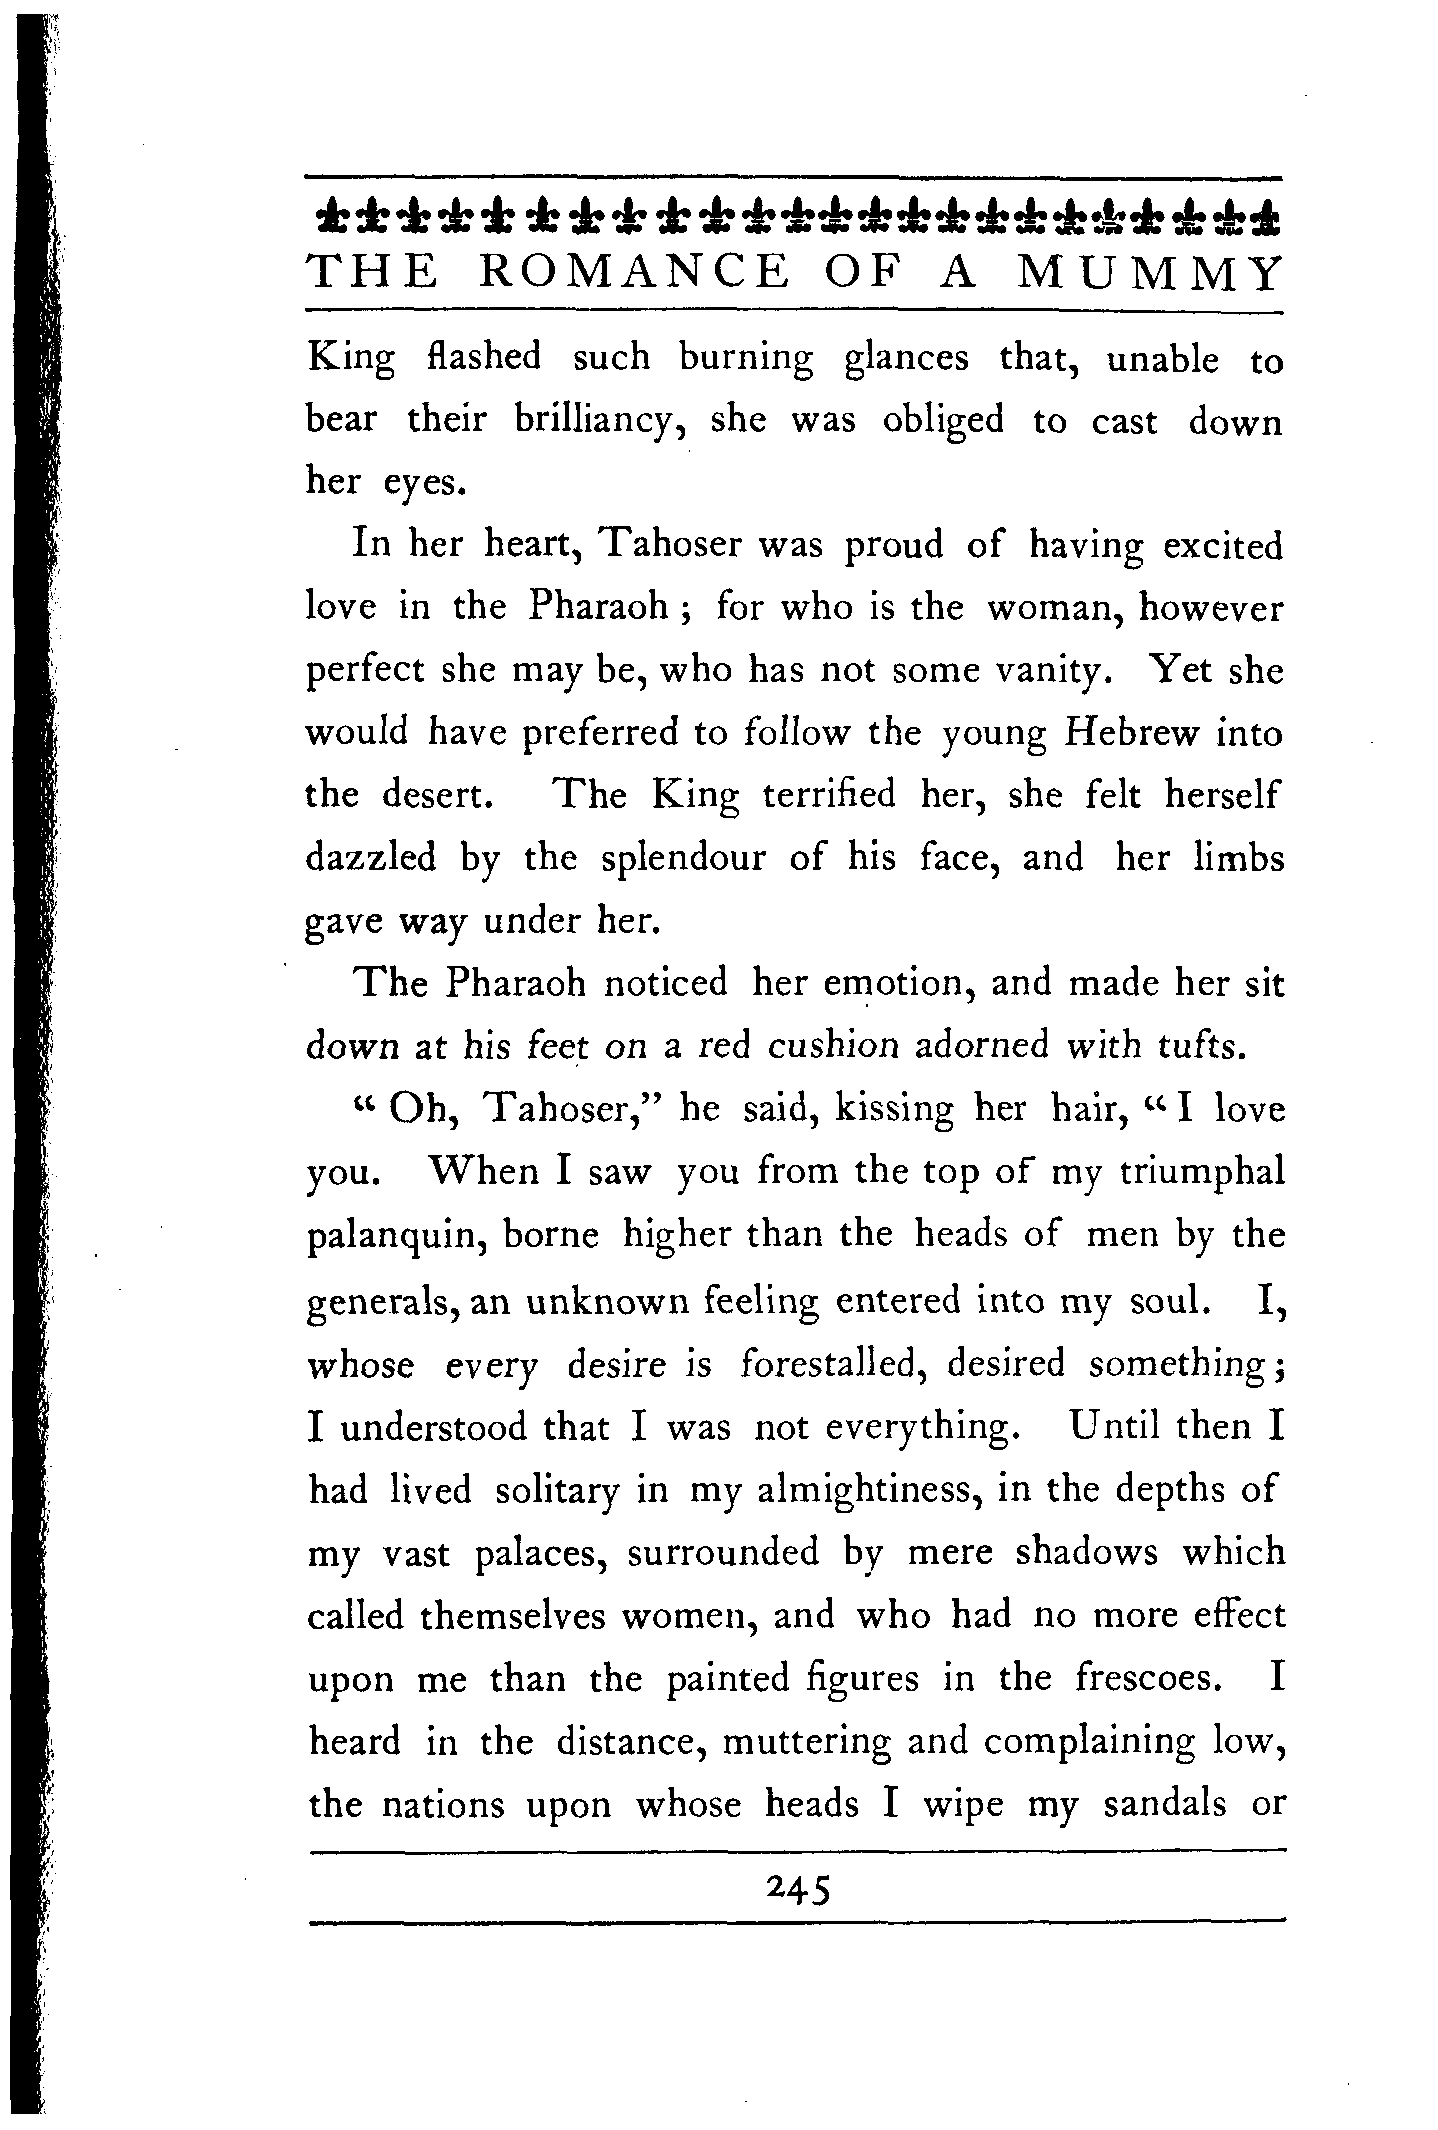 THE ROMANCE OF A MUMMY
King flashed such burning glances that, unable to
bear their brilliancy, she was obliged to cast down
her eyes.
In her heart, Tahoser was proud of having excited
love in the Pharaoh ; for who is the woman, however
perfect she may be, who has not some vanity. Yet she
would have preferred to follow the young Hebrew into
the desert. The King terrified her, she felt herself
dazzled by the splendour of his face, and her limbs
gave way under her.
The Pharaoh noticed her emotion, and made her sit
down at his feet on a red cushion adorned with tufts.
“ Oh, Tahoser,” he said, kissing her hair, “ I love
you. When I saw you from the top of my triumphal
palanquin, borne higher than the heads of men by the
generals, an unknown feeling entered into my soul. I,
whose every desire is forestalled, desired something ;
I understood that I was not everything. Until then I
had lived solitary in my almightiness, in the depths of
my vast palaces, surrounded by mere shadows which
called themselves women, and who had no more effect
upon me than the painted figures in the frescoes. I
heard in the distance, muttering and complaining low,
the nations upon whose heads I wipe my sandals or
245